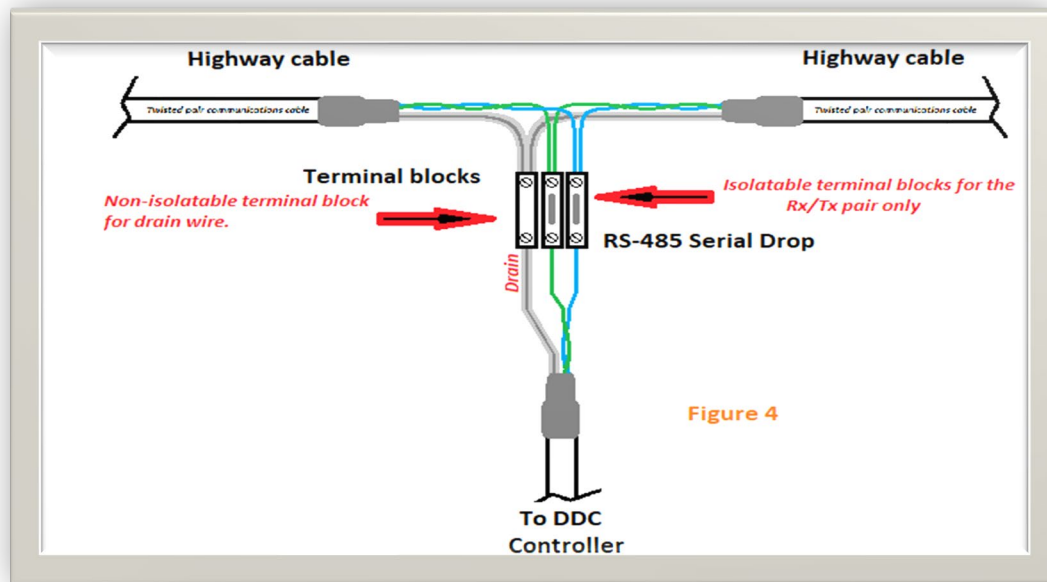 Highway cable
Highway cable
Twisted pair communications cable
Twisted pair communications cable
Terminal blocks
Non-isolatable terminal block
for drain wire.
Isolatable terminal blocks for the
Rx/Tx pair only
RS-485 Serial Drop
Drain
Figure 4
To DDC
Controller